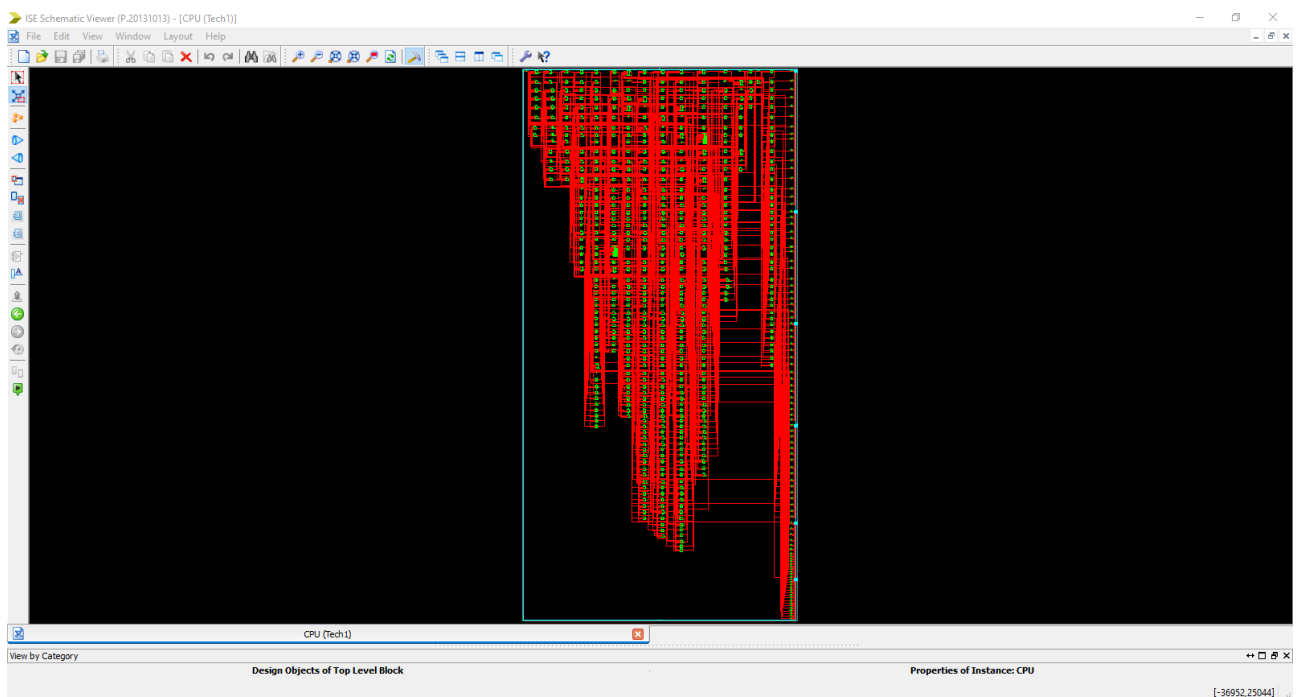 ISE Schematic Viewer (P.20131013) - [CPU (Tech1)]
File Edit View Window Layout Help
CPU (Tech1)
View by Category
Design Objects of Top Level Block
Properties of Instance: CPU
[-36952,25044]